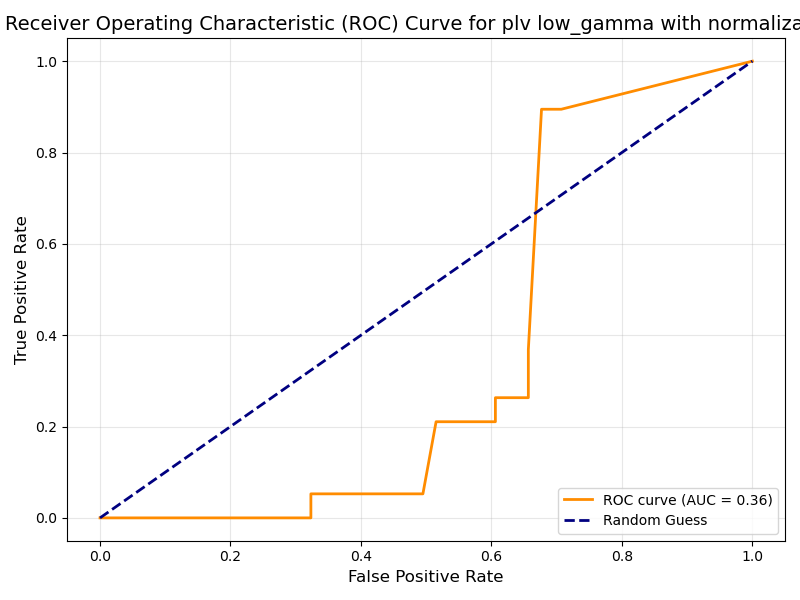 Receiver Operating Characteristic (ROC) Curve for plv low_gamma with normaliza
True Positive Rate
1.0
0.8
0.6
0.4
0.2
0.0
0.0 0.2 0.4 0.6 0.8 1.0
False Positive Rate
ROC curve (AUC = 0.36)
Random Guess